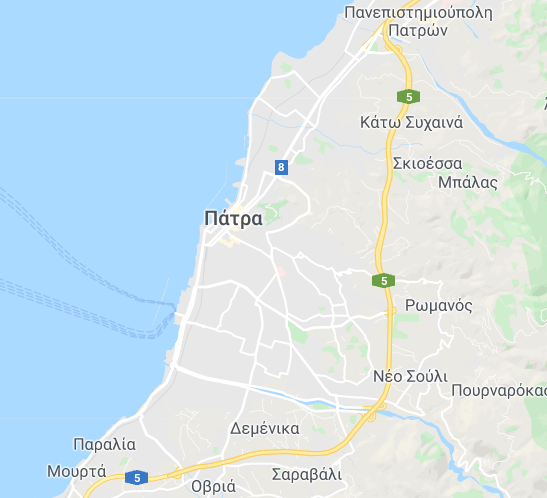 Πανεπιστημιούπολη
Πατρών
5
Κάτω Συχαινά
8
Σκιοέσσα
Μπάλας
Πάτρα
5
Ρωμανός
Νέο Σούλι
Δεμένικα
Παραλία
Μουρτά
5
Οβριά
Σαραβάλι